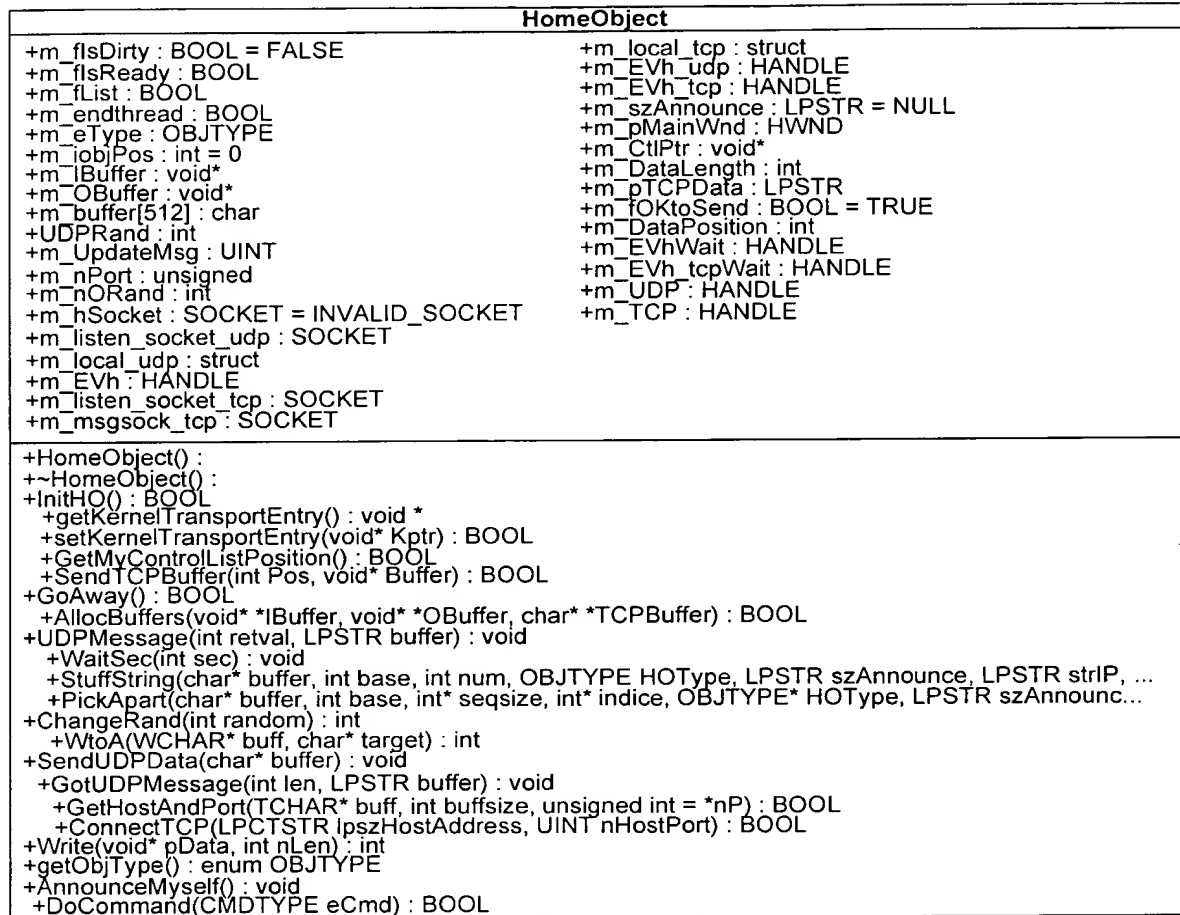 HomeObject
+m_fIsDirty : BOOL = FALSE
+m_fIsReady : BOOL
+m_fList : BOOL
+m_endthread : BOOL
+m_eType : OBJTYPE
+m_iobjPos : int = 0
+m_IBuffer : void*
+m_OBuffer : void*
+m_buffer[512] : char
+UDPRand : int
+m_UpdateMsg : UINT
+m_nPort : unsigned
+m_nORand : int
+m_hSocket : SOCKET = INVALID_SOCKET
+m_listen_socket_udp : SOCKET
+m_local_udp : struct
+m_EVh : HANDLE
+m_listen_socket_tcp : SOCKET
+m_msgsock_tcp : SOCKET
+m_local_tcp : struct
+m_EVh_udp : HANDLE
+m_EVh_tcp : HANDLE
+m_szAnnounce : LPSTR = NULL
+m_pMainWnd : HWND
+m_CtlPtr : void*
+m_DataLength : int
+m_pTCPData : LPSTR
+m_fOKtoSend : BOOL = TRUE
+m_DataPosition : int
+m_EVhWait : HANDLE
+m_EVh_tcpWait : HANDLE
+m_UDP : HANDLE
+m_TCP : HANDLE
+HomeObject() :
+~HomeObject() :
+InitHO() : BOOL
+getKernelTransportEntry() : void *
+setKernelTransportEntry(void* Kptr) : BOOL
+GetMyControlListPosition() : BOOL
+SendTCPBuffer(int Pos, void* Buffer) : BOOL
+GoAway() : BOOL
+AllocBuffers(void* *IBuffer, void* *OBuffer, char* *TCPBuffer) : BOOL
+UDPMessage(int retval, LPSTR buffer) : void
+WaitSec(int sec) : void
+StuffString(char* buffer, int base, int num, OBJTYPE HOType, LPSTR szAnnounce, LPSTR strIP, ...
+PickApart(char* buffer, int base, int* seqsize, int* indice, OBJTYPE* HOType, LPSTR szAnnounc...
+ChangeRand(int random) : int
+WtoA(WCHAR* buff, char* target) : int
+SendUDPData(char* buffer) : void
+GotUDPMessage(int len, LPSTR buffer) : void
+GetHostAndPort(TCHAR* buff, int buffsize, unsigned int = *nP) : BOOL
+ConnectTCP(LPCTSTR lpszHostAddress, UINT nHostPort) : BOOL
+Write(void* pData, int nLen) : int
+getObjType() : enum OBJTYPE
+AnnounceMyself() : void
+DoCommand(CMDTYPE eCmd) : BOOL